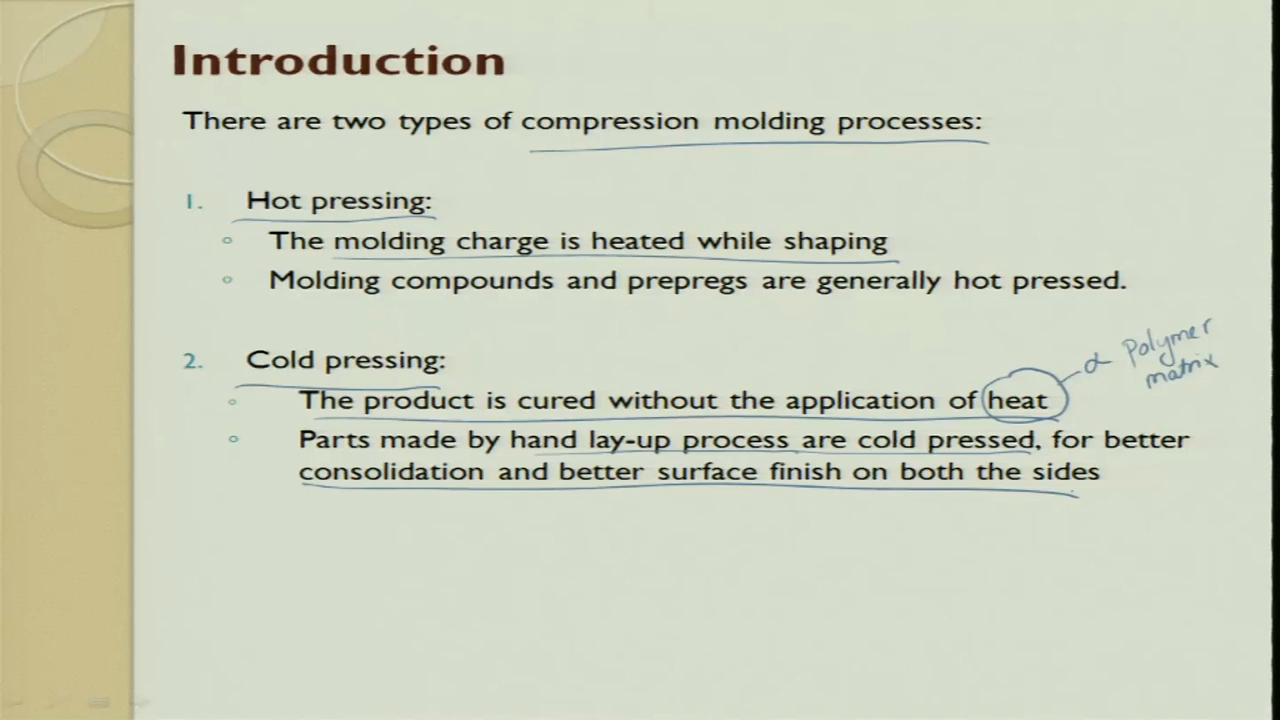 Introduction
There are two types of compression molding processes:
1. Hot pressing:
◦ The molding charge is heated while shaping
◦ Molding compounds and prepregs are generally hot pressed.
2. Cold pressing:
◦ The product is cured without the application of heat
α Polymer
matrix
◦ Parts made by hand lay-up process are cold pressed, for better
consolidation and better surface finish on both the sides